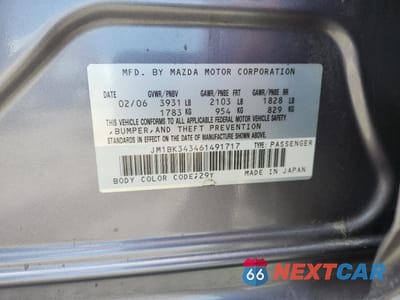 MFD. BY MAZDA MOTOR CORPORATION
DATE GVWR/PNBV GAWR/PNBE FR GAWR/PNBE RR
02/06 3931 LB 2103 LB 1828 LB
1783 KG 954 KG 829 KG
THIS VEHICLE CONFORMS TO ALL APPLICABLE FEDERAL MOTOR VEHICLE SAFETY
,BUMPER,AND THEFT PREVENTION
STANDARDS IN EFFECT ON THE DATE OF MANUFACTURE SHOWN ABOVE.
JM1BK343461491717 TYPE: PASSENGER
BODY COLOR CODE:29Y MADE IN JAPAN
66 NEXTCAR